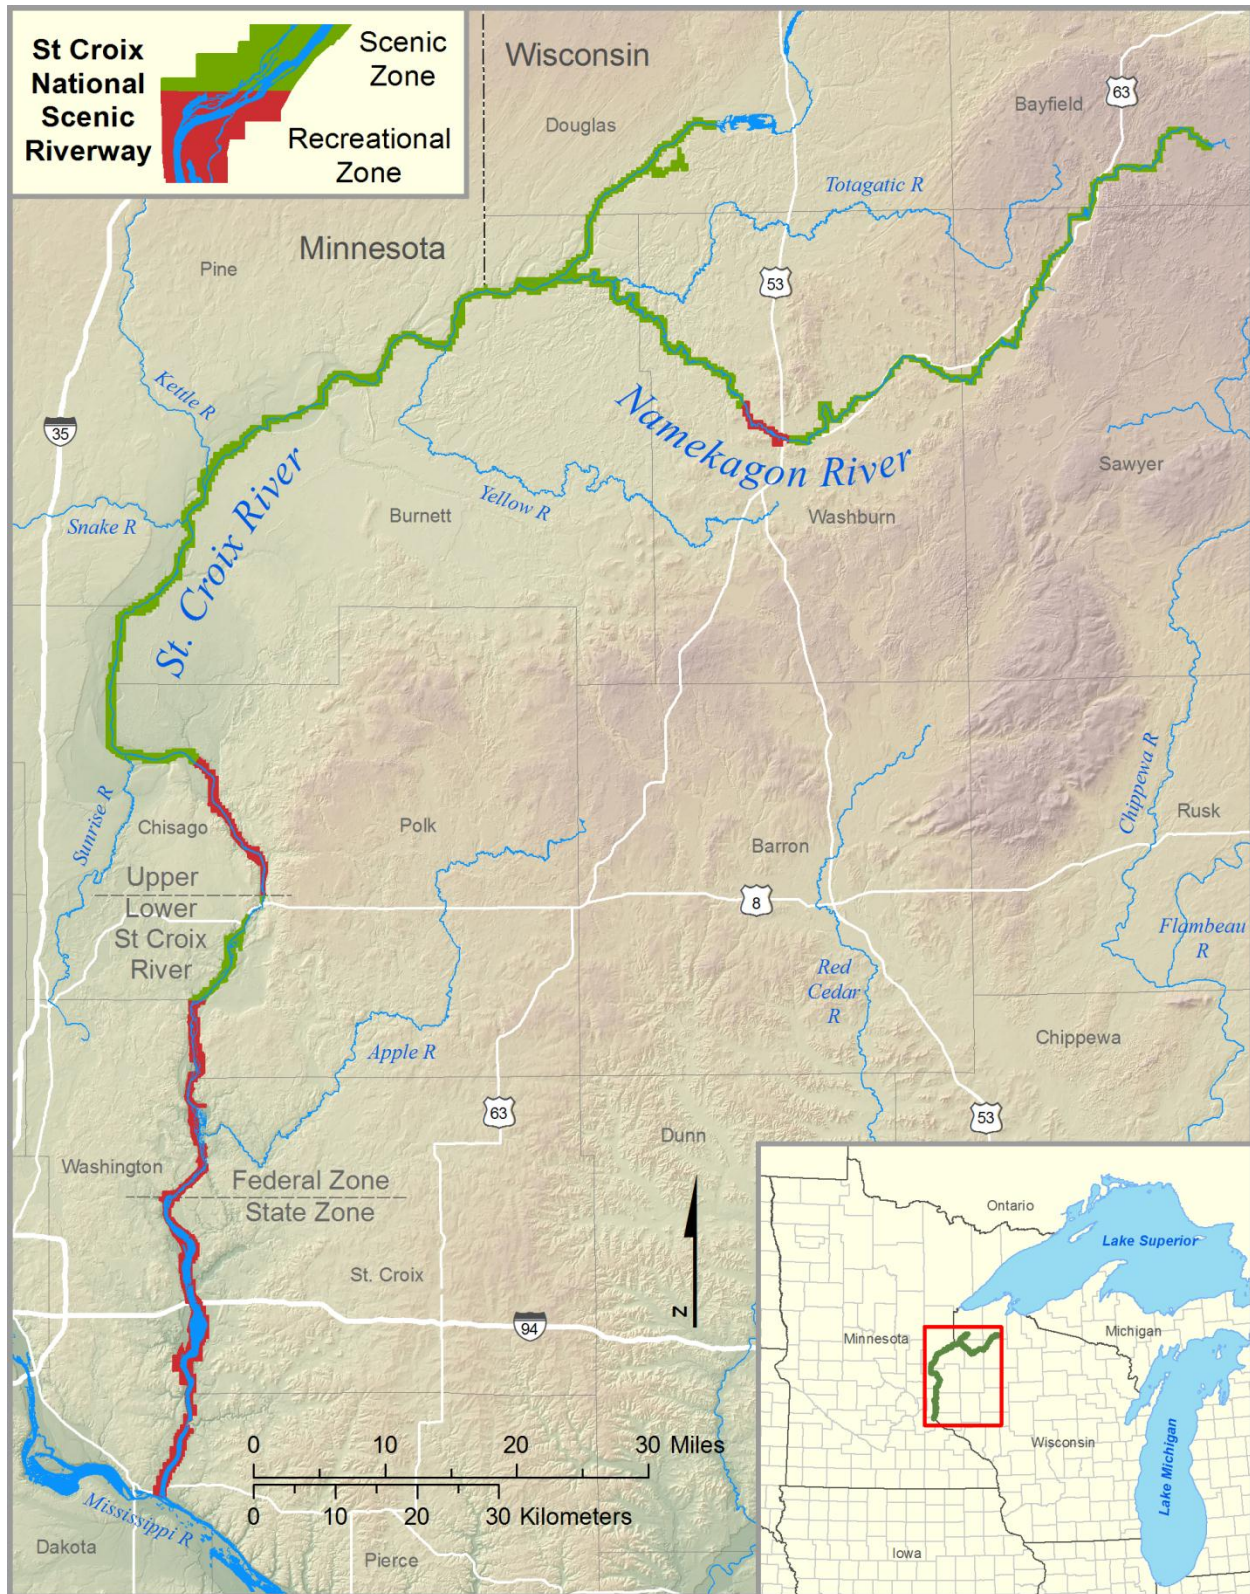 St Croix
National
Scenic
Riverway
Scenic
Zone
Recreational
Zone
Wisconsin
Douglas
Bayfield
63
Totagatic R
Minnesota
Pine
53
Kettle R
35
Namekagon River
St. Croix River
Yellow R
Sawyer
Snake R
Burnett
Washburn
Chippewa R
Sunrise R
Chisago
Polk
Barron
Rusk
Upper
Lower
St Croix
River
8
Flambeau
R
Red
Cedar
R
Apple R
Chippewa
63
53
Dunn
Washington
Federal Zone
State Zone
St. Croix
N
94
Ontario
Lake Superior
Minnesota
Michigan
Wisconsin
Lake Michigan
Iowa
0 10 20 30 Miles
0 10 20 30 Kilometers
Mississippi R
Dakota
Pierce